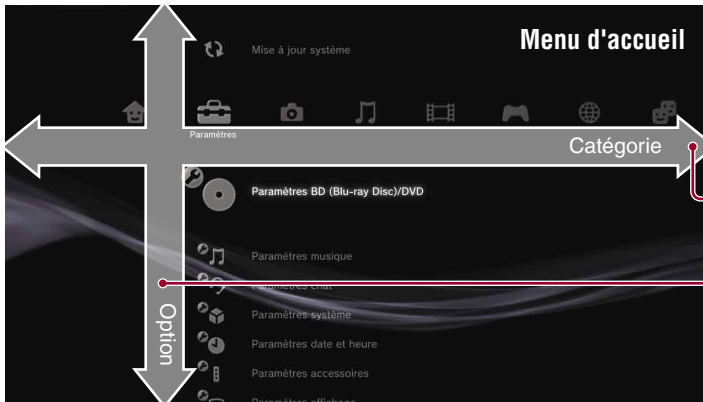 Menu d'accueil
Mise à jour système
Paramètres
Catégorie
Paramètres BD (Blu-ray Disc)/DVD
Paramètres musique
Paramètres chat
Option
Paramètres système
Paramètres date et heure
Paramètres accessoires
Paramètres affichage